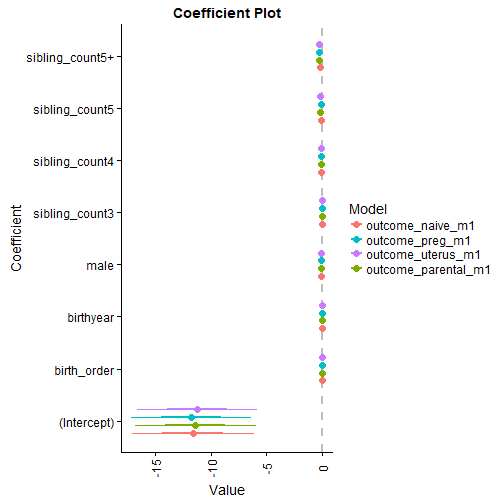 Coefficient Plot
sibling_count5+
sibling_count5
sibling_count4
sibling_count3
male
birthyear
birth_order
(Intercept)
Coefficient
-15
-10
-5
0
Value
Model
outcome_naive_m1
outcome_preg_m1
outcome_uterus_m1
outcome_parental_m1